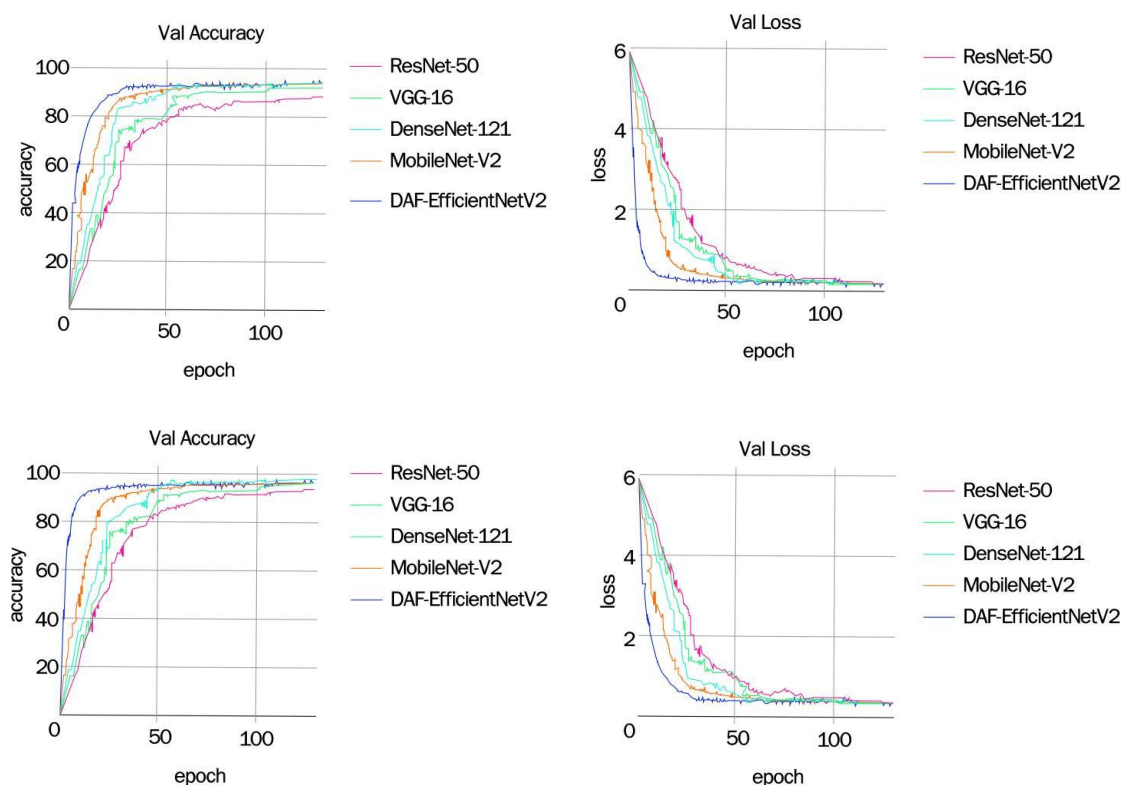 Val Accuracy
100
80
60
40
20
0
50
100
accuracy
epoch
ResNet-50
VGG-16
DenseNet-121
MobileNet-V2
DAF-EfficientNetV2
Val Loss
6
4
2
0
50
100
loss
epoch
ResNet-50
VGG-16
DenseNet-121
MobileNet-V2
DAF-EfficientNetV2
Val Accuracy
100
80
60
40
20
0
50
100
accuracy
epoch
ResNet-50
VGG-16
DenseNet-121
MobileNet-V2
DAF-EfficientNetV2
Val Loss
6
4
2
0
50
100
loss
epoch
ResNet-50
VGG-16
DenseNet-121
MobileNet-V2
DAF-EfficientNetV2